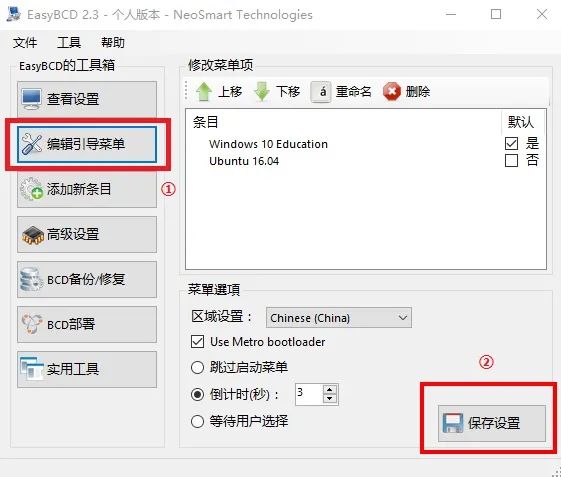 EasyBCD 2.3 - 个人版本 - NeoSmart Technologies
文件 工具 帮助
EasyBCD的工具箱
查看设置
编辑引导菜单
①
添加新条目
高级设置
BCD备份/修复
BCD部署
实用工具
修改菜单项
上移 下移 á 重命名 删除
条目 默认
Windows 10 Education 是
Ubuntu 16.04 否
菜單選項
区域设置： Chinese (China)
Use Metro bootloader
跳过启动菜单
倒计时(秒)： 3
等待用户选择
②
保存设置